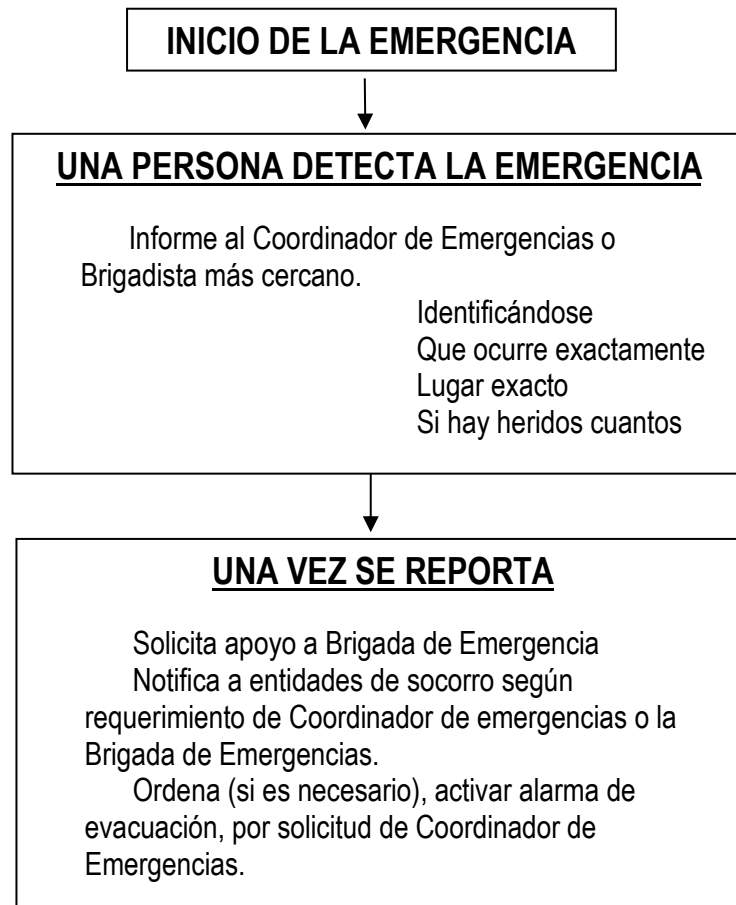 INICIO DE LA EMERGENCIA
UNA PERSONA DETECTA LA EMERGENCIA
Informe al Coordinador de Emergencias o
Brigadista más cercano.
Identificándose
Que ocurre exactamente
Lugar exacto
Si hay heridos cuantos
UNA VEZ SE REPORTA
Solicita apoyo a Brigada de Emergencia
Notifica a entidades de socorro según
requerimiento de Coordinador de emergencias o la
Brigada de Emergencias.
Ordena (si es necesario), activar alarma de
evacuación, por solicitud de Coordinador de
Emergencias.